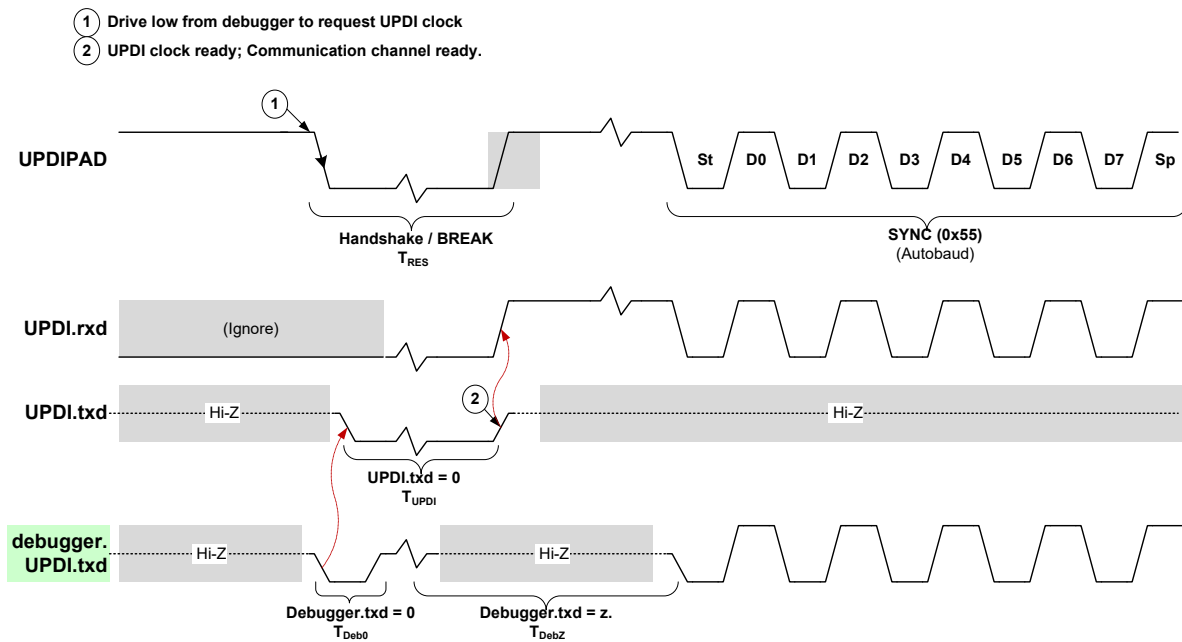 1 Drive low from debugger to request UPDI clock
2 UPDI clock ready; Communication channel ready.
1
UPDIPAD
St D0 D1 D2 D3 D4 D5 D6 D7 Sp
Handshake / BREAK
TRES
SYNC (0x55)
(Autobaud)
UPDI.rxd
(Ignore)
2
UPDI.txd
Hi-Z
Hi-Z
UPDI.txd = 0
TUPDI
debugger.
UPDI.txd
Hi-Z
Hi-Z
Debugger.txd = 0
TDeb0
Debugger.txd = z.
TDebZ